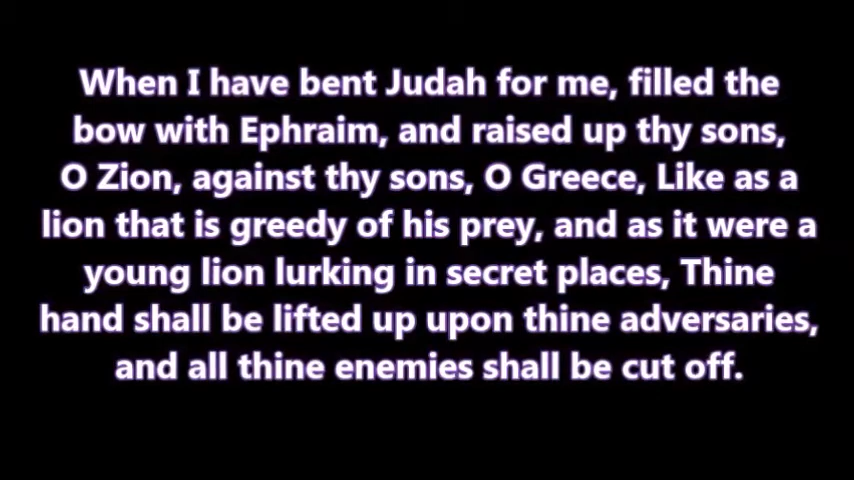 When I have bent Judah for me, filled the
bow with Ephraim, and raised up thy sons,
O Zion, against thy sons, O Greece, Like as a
lion that is greedy of his prey, and as it were a
young lion lurking in secret places, Thine
hand shall be lifted up upon thine adversaries,
and all thine enemies shall be cut off.